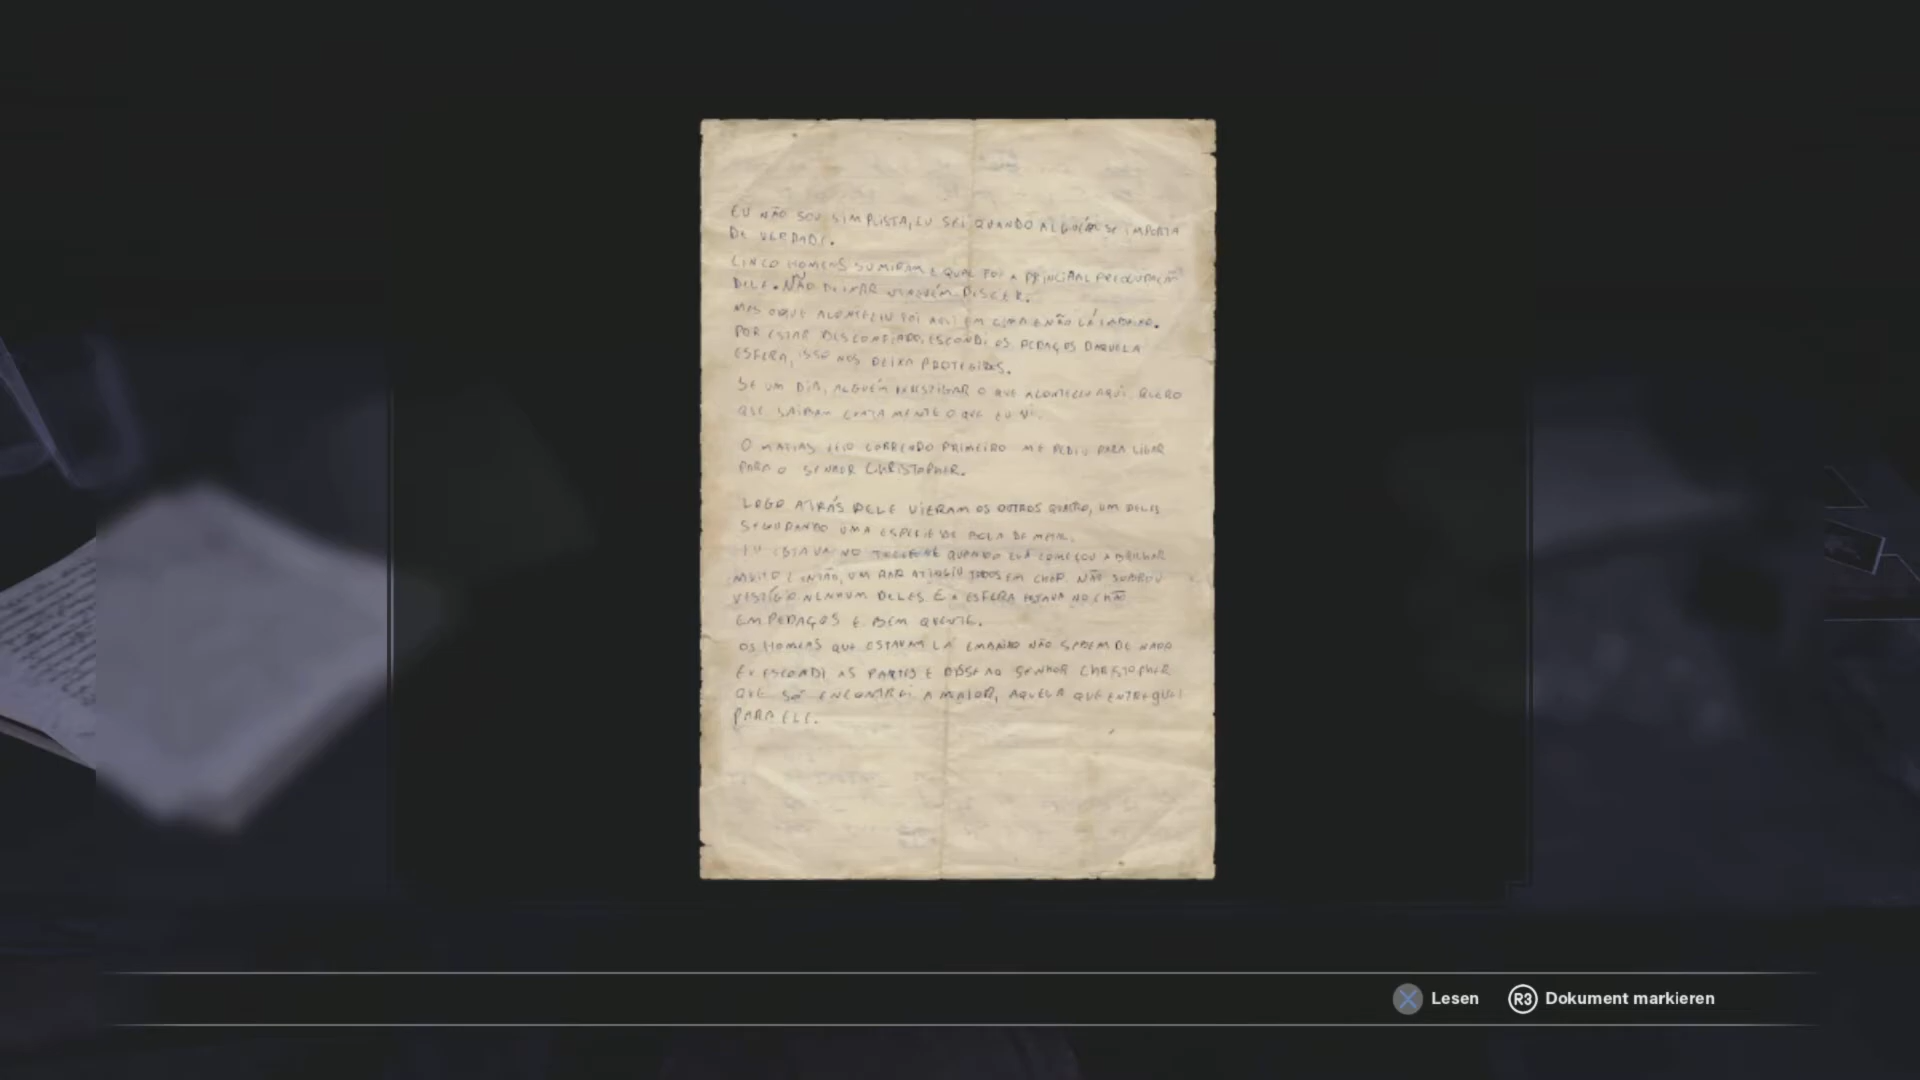 EU NÃO SOU SIMPLISTA, EU SEI QUANDO ALGUÉM SE IMPORTA
DE VERDADE.
CINCO HOMENS SUMIRAM E QUAL FOI A PRINCIPAL PREOCUPAÇÃO
DELE. NÃO DEIXAR NINGUÉM DESCER.
MAS O QUE ACONTECEU FOI AQUI EM CIMA E NÃO LÁ EMBAIXO.
POR ESTAR DESCONFIADO, ESCONDI OS PEDAÇOS DAQUELA
ESFERA, ISSO NOS DEIXA PROTEGIDOS.
SE UM DIA, ALGUÉM INVESTIGAR O QUE ACONTECEU AQUI. QUERO
QUE SAIBAM EXATAMENTE O QUE EU VI.
O MATIAS VEIO CORRENDO PRIMEIRO ME PEDIU PARA LIGAR
PARA O SENHOR CHRISTOPHER.
LOGO ATRÁS DELE VIERAM OS OUTROS QUATRO, UM DELES
SEGURANDO UMA ESPÉCIE DE BOLA DE METAL.
EU ESTAVA NO QUANDO ELA COMEÇOU A BRILHAR
MUITO E ENTÃO, UM RAIO ATINGIU TODOS EM CHEIO. NÃO SOBROU
VESTÍGIO NENHUM DELES E A ESFERA ESTAVA NO CHÃO
EM PEDAÇOS E BEM QUENTE.
OS HOMENS QUE ESTAVAM LÁ EMBAIXO NÃO SABEM DE NADA
EU ESCONDI AS PARTES E DISSE AO SENHOR CHRISTOPHER
QUE SÓ ENCONTREI A MAIOR, AQUELA QUE ENTREGUEI
PARA ELE.
R3
Lesen
Dokument markieren